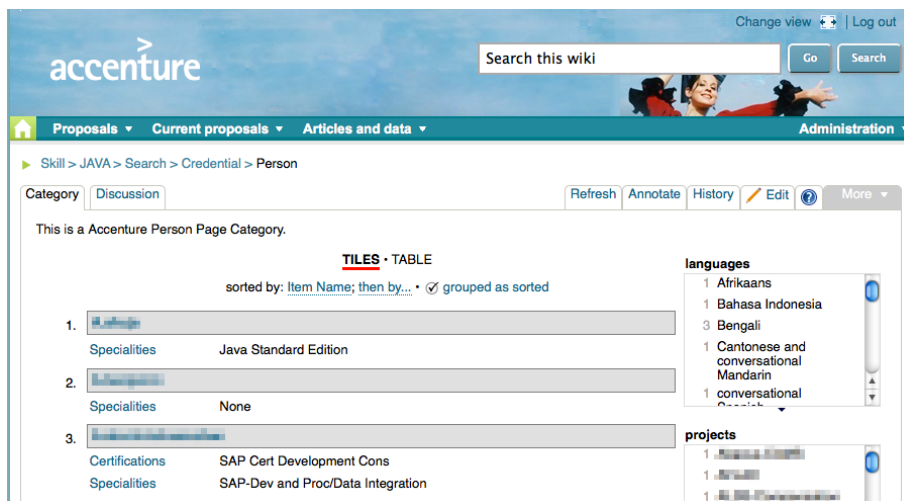 Change view | Log out
accenture
Search this wiki
Go
Search
Proposals ▼ Current proposals ▼ Articles and data ▼ Administration
Skill > JAVA > Search > Credential > Person
Category Discussion Refresh Annotate History Edit ? More ▼
This is a Accenture Person Page Category.
TILES • TABLE
sorted by: Item Name; then by... • grouped as sorted
1.
Specialities Java Standard Edition
2.
Specialities None
3.
Certifications SAP Cert Development Cons
Specialities SAP-Dev and Proc/Data Integration
languages
1 Afrikaans
1 Bahasa Indonesia
3 Bengali
1 Cantonese and
conversational
Mandarin
1 conversational
projects
1
1
1